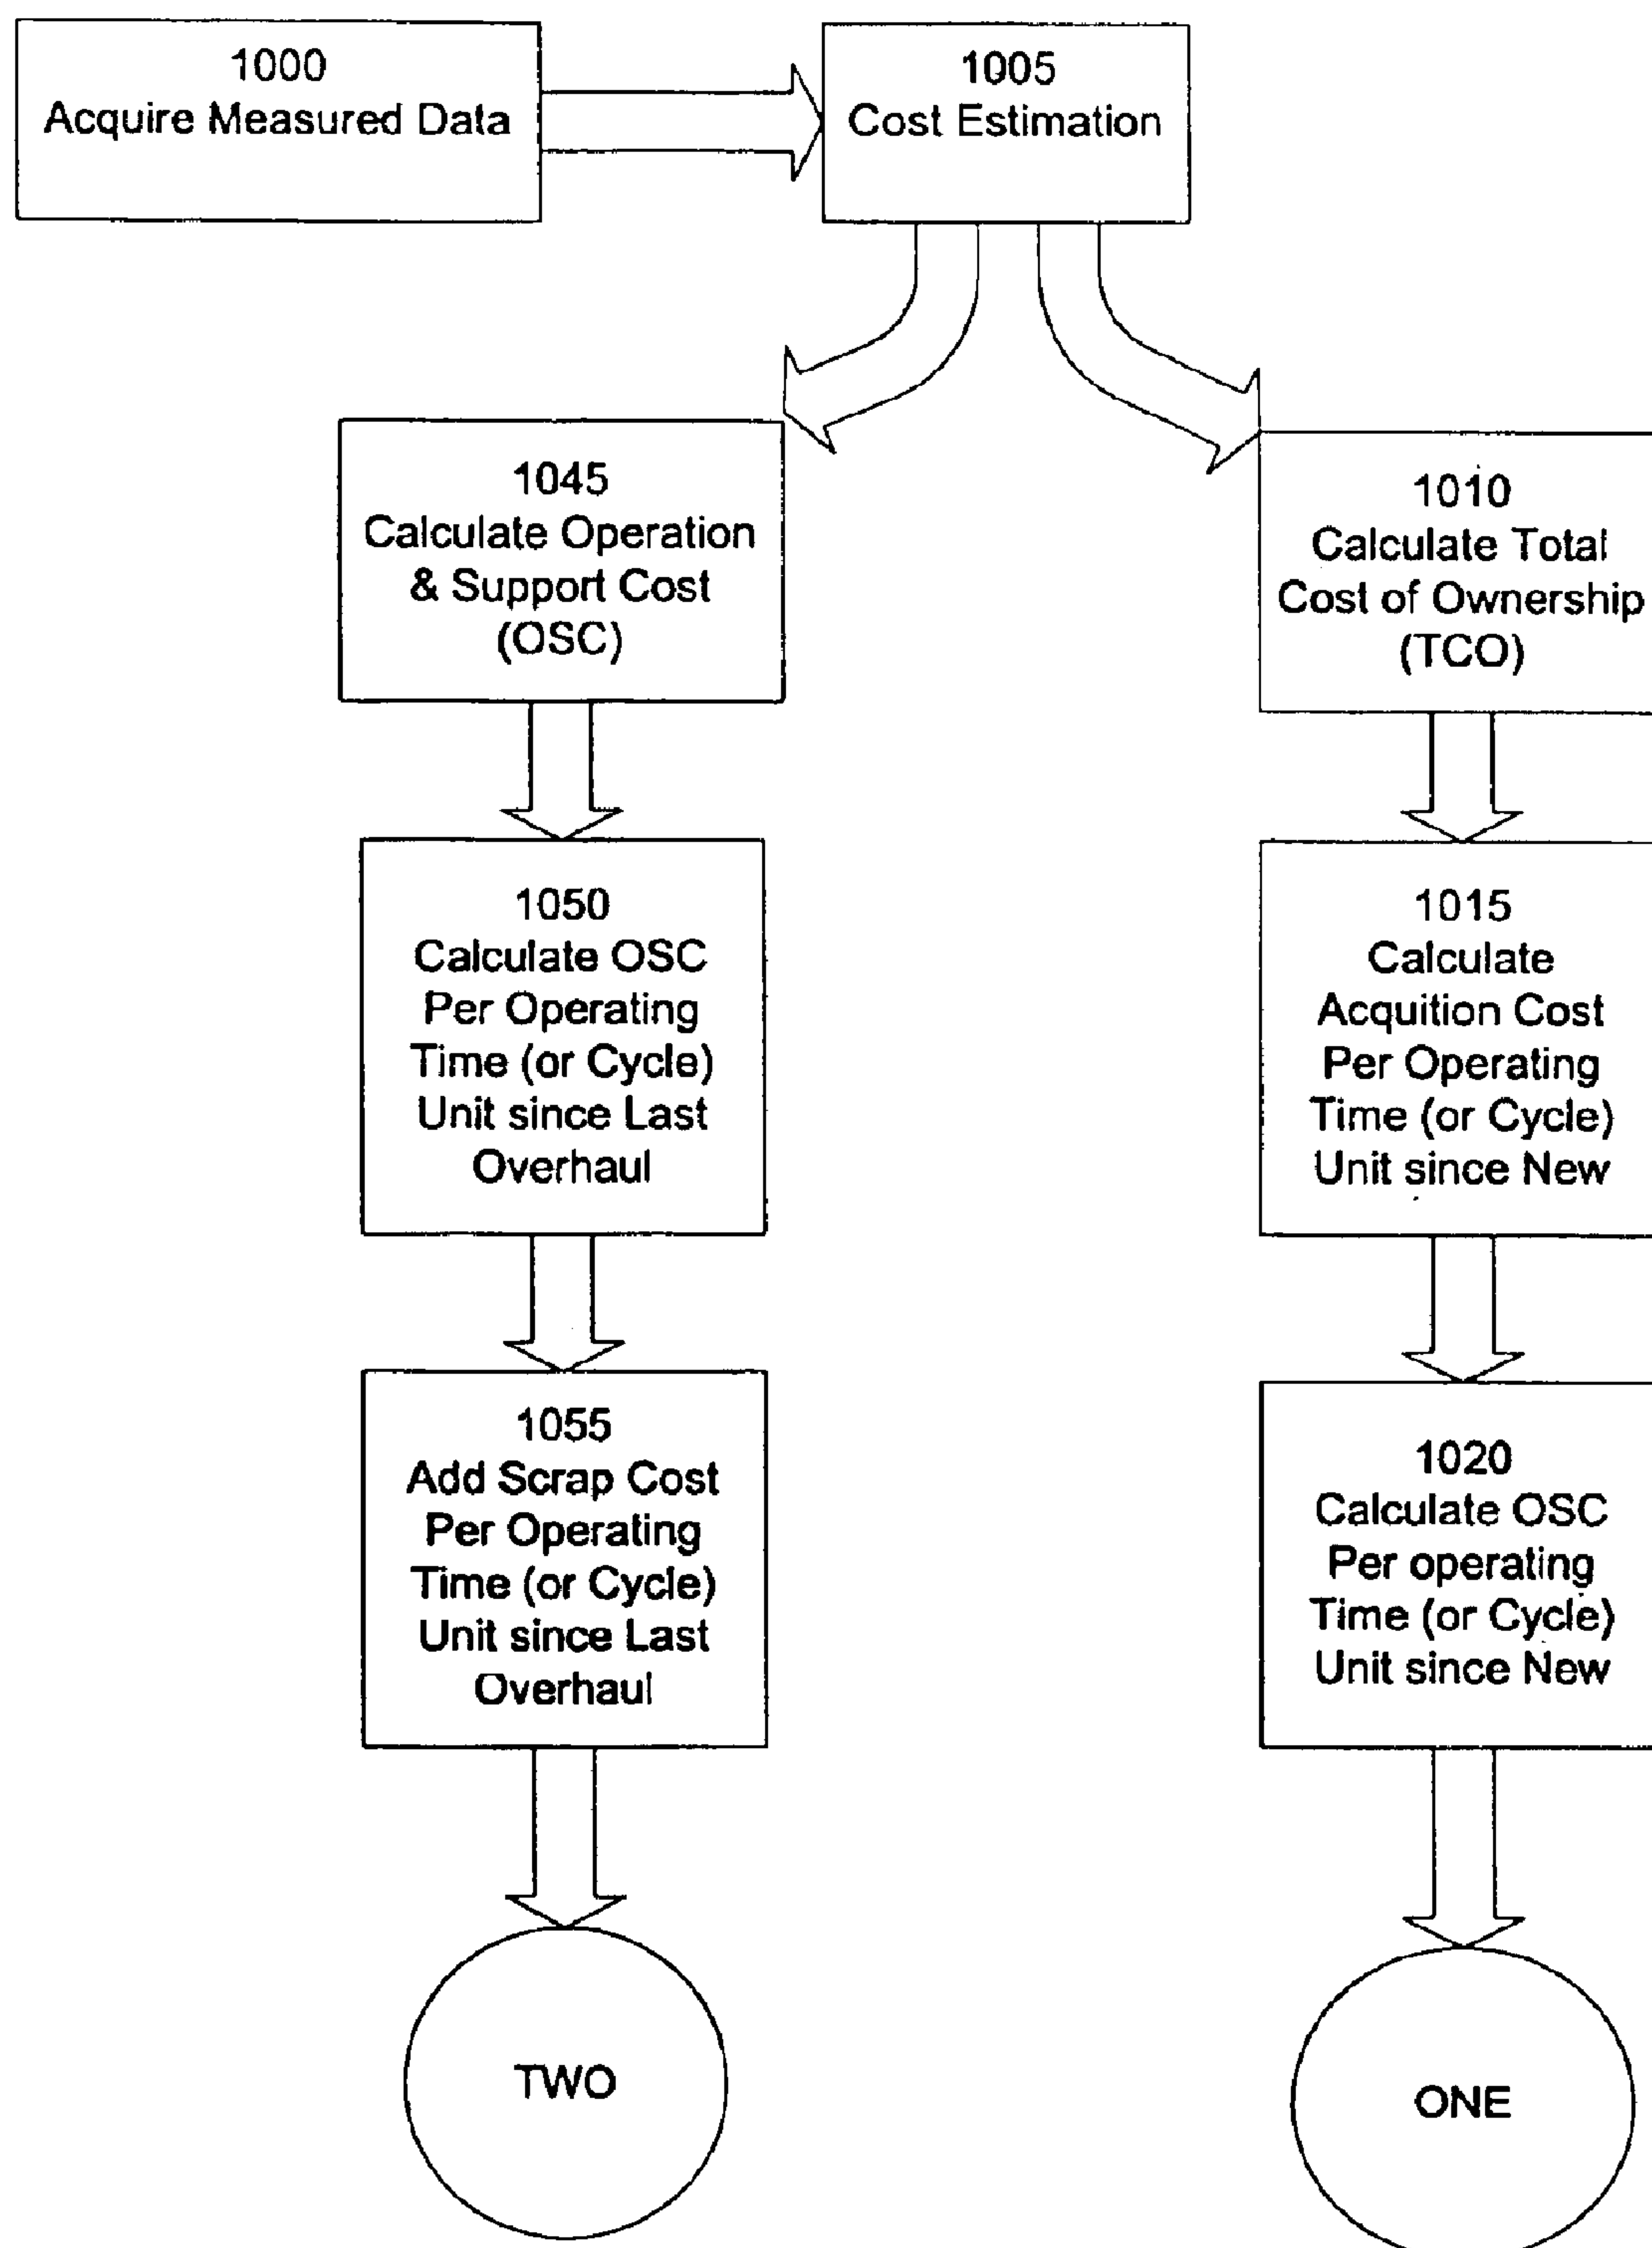 1000
Acquire Measured Data
1005
Cost Estimation
1045
Calculate Operation
& Support Cost
(OSC)
1010
Calculate Total
Cost of Ownership
(TCO)
1050
Calculate OSC
Per Operating
Time (or Cycle)
Unit since Last
Overhaul
1015
Calculate
Acquition Cost
Per Operating
Time (or Cycle)
Unit since New
1055
Add Scrap Cost
Per Operating
Time (or Cycle)
Unit since Last
Overhaul
1020
Calculate OSC
Per operating
Time (or Cycle)
Unit since New
TWO
ONE